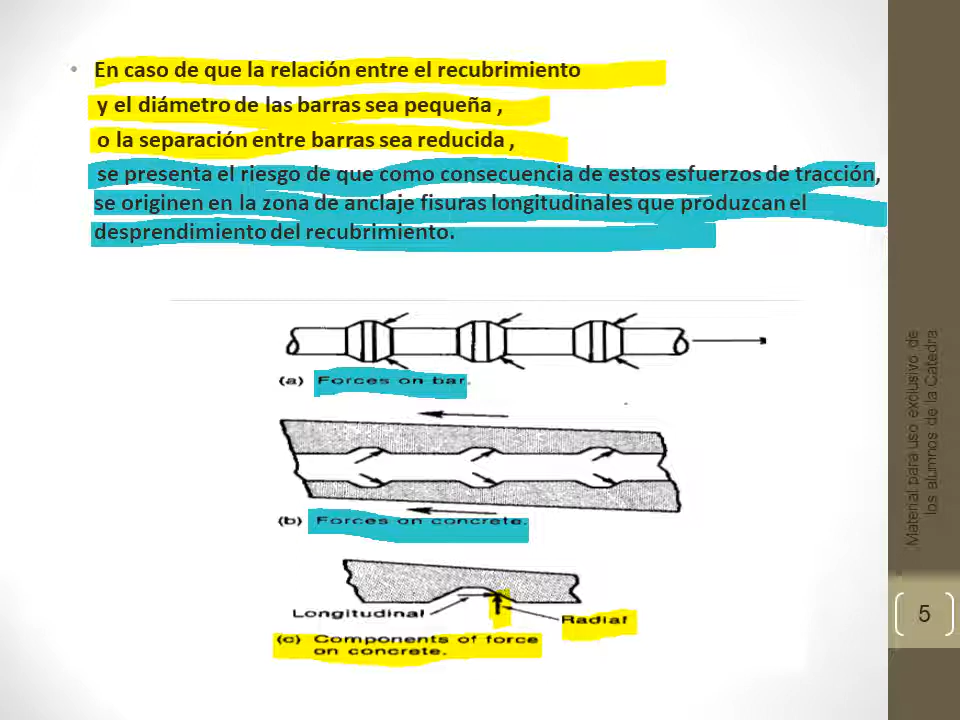 • En caso de que la relación entre el recubrimiento
y el diámetro de las barras sea pequeña ,
o la separación entre barras sea reducida ,
se presenta el riesgo de que como consecuencia de estos esfuerzos de tracción,
se originen en la zona de anclaje fisuras longitudinales que produzcan el
desprendimiento del recubrimiento.
(a) Forces on bar.
(b) Forces on concrete.
Longitudinal
Radial
(c) Components of force
on concrete.
Material para uso exclusivo de
los alumnos de la Catedra
5